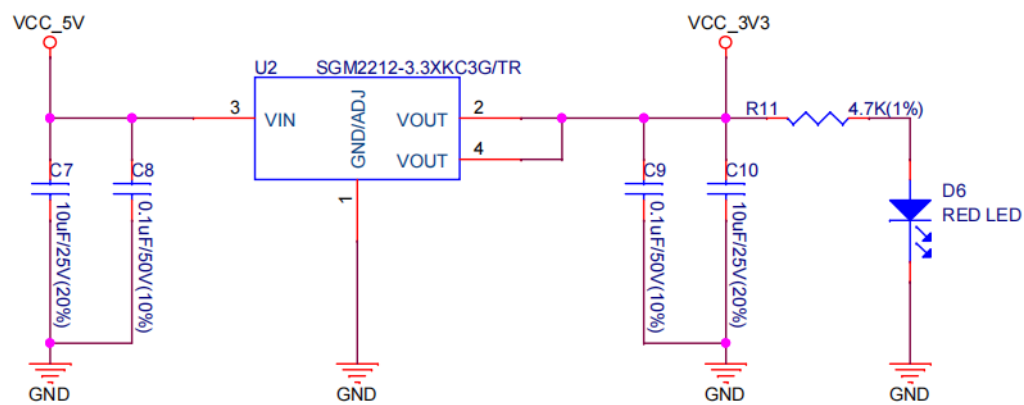 VCC_5V
VCC_3V3
U2
SGM2212-3.3XKC3G/TR
3
VIN
GND/ADJ
VOUT
2
VOUT
4
1
R11
4.7K(1%)
C7
10uF/25V(20%)
C8
0.1uF/50V(10%)
C9
0.1uF/50V(10%)
C10
10uF/25V(20%)
D6
RED LED
GND
GND
GND
GND